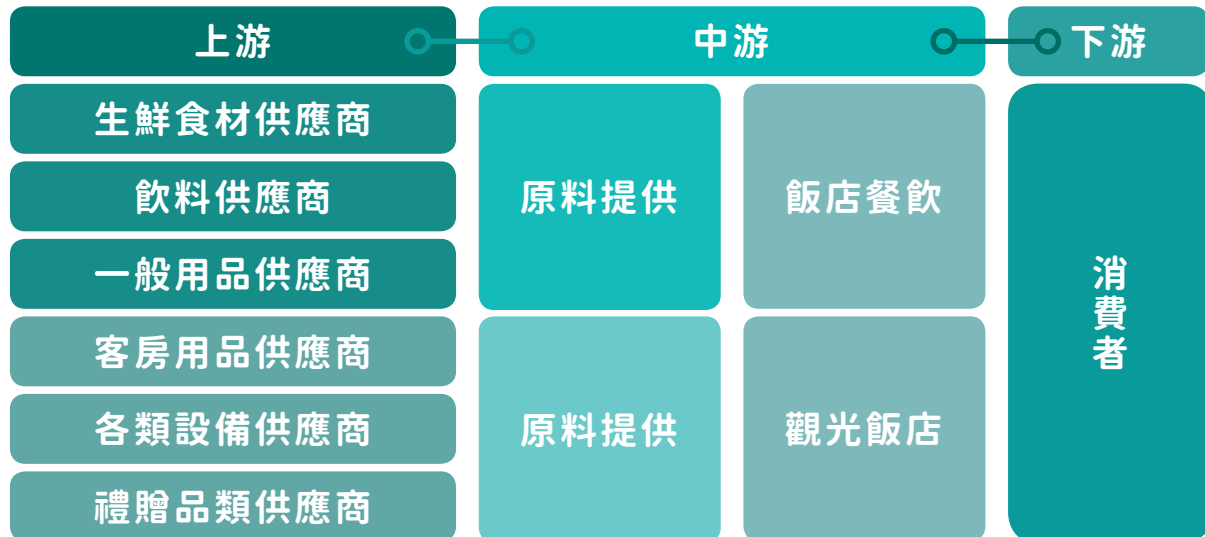 上游
中游
下游
生鮮食材供應商
飲料供應商
一般用品供應商
客房用品供應商
各類設備供應商
禮贈品類供應商
原料提供
飯店餐飲
原料提供
觀光飯店
消費者